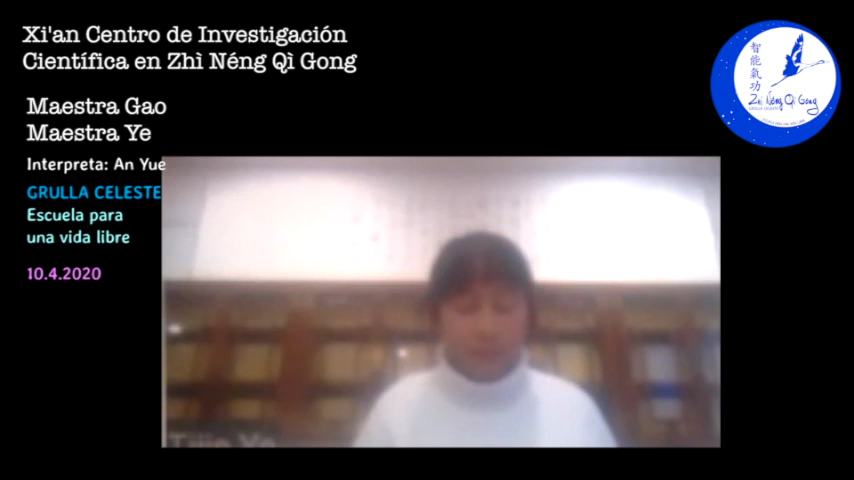 Xi'an Centro de Investigación
Científica en Zhì Néng Qì Gong
Maestra Gao
Maestra Ye
Interpreta: An Yue
GRULLA CELESTE
Escuela para
una vida libre
10.4.2020
智能氣功
Zhì Néng Qì Gong